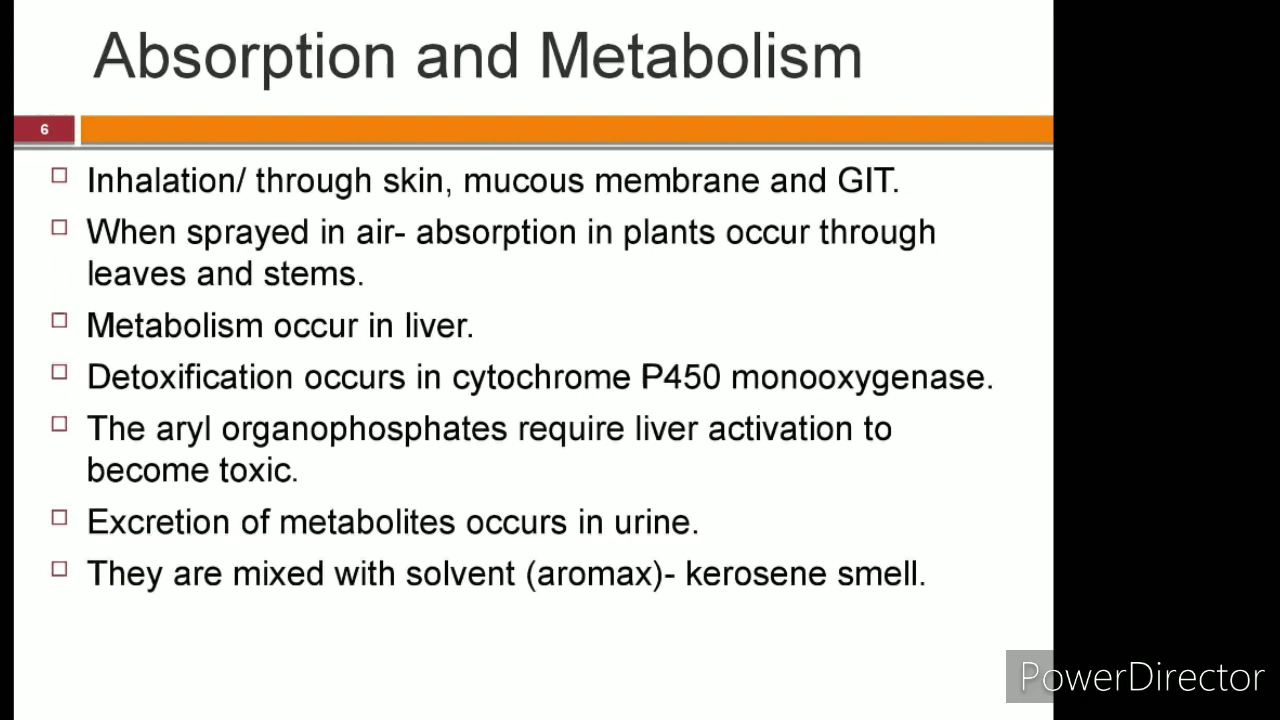 Absorption and Metabolism
6
Inhalation/ through skin, mucous membrane and GIT.
When sprayed in air- absorption in plants occur through
leaves and stems.
Metabolism occur in liver.
Detoxification occurs in cytochrome P450 monooxygenase.
The aryl organophosphates require liver activation to
become toxic.
Excretion of metabolites occurs in urine.
They are mixed with solvent (aromax)- kerosene smell.
PowerDirector